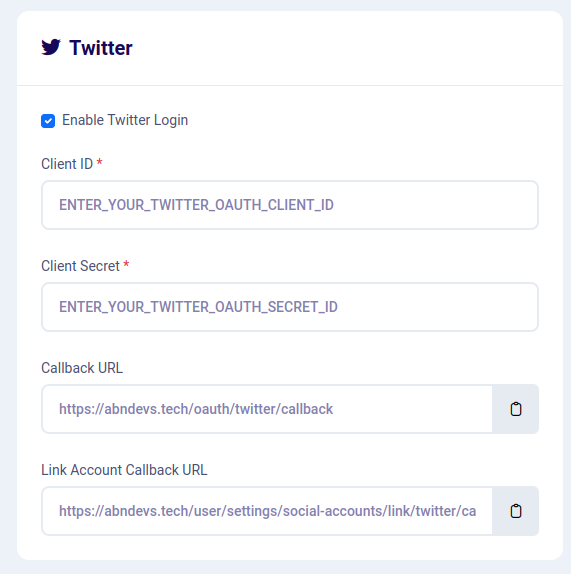 Twitter
Enable Twitter Login
Client ID *
ENTER_YOUR_TWITTER_OAUTH_CLIENT_ID
Client Secret *
ENTER_YOUR_TWITTER_OAUTH_SECRET_ID
Callback URL
https://abndevs.tech/oauth/twitter/callback
Link Account Callback URL
https://abndevs.tech/user/settings/social-accounts/link/twitter/ca